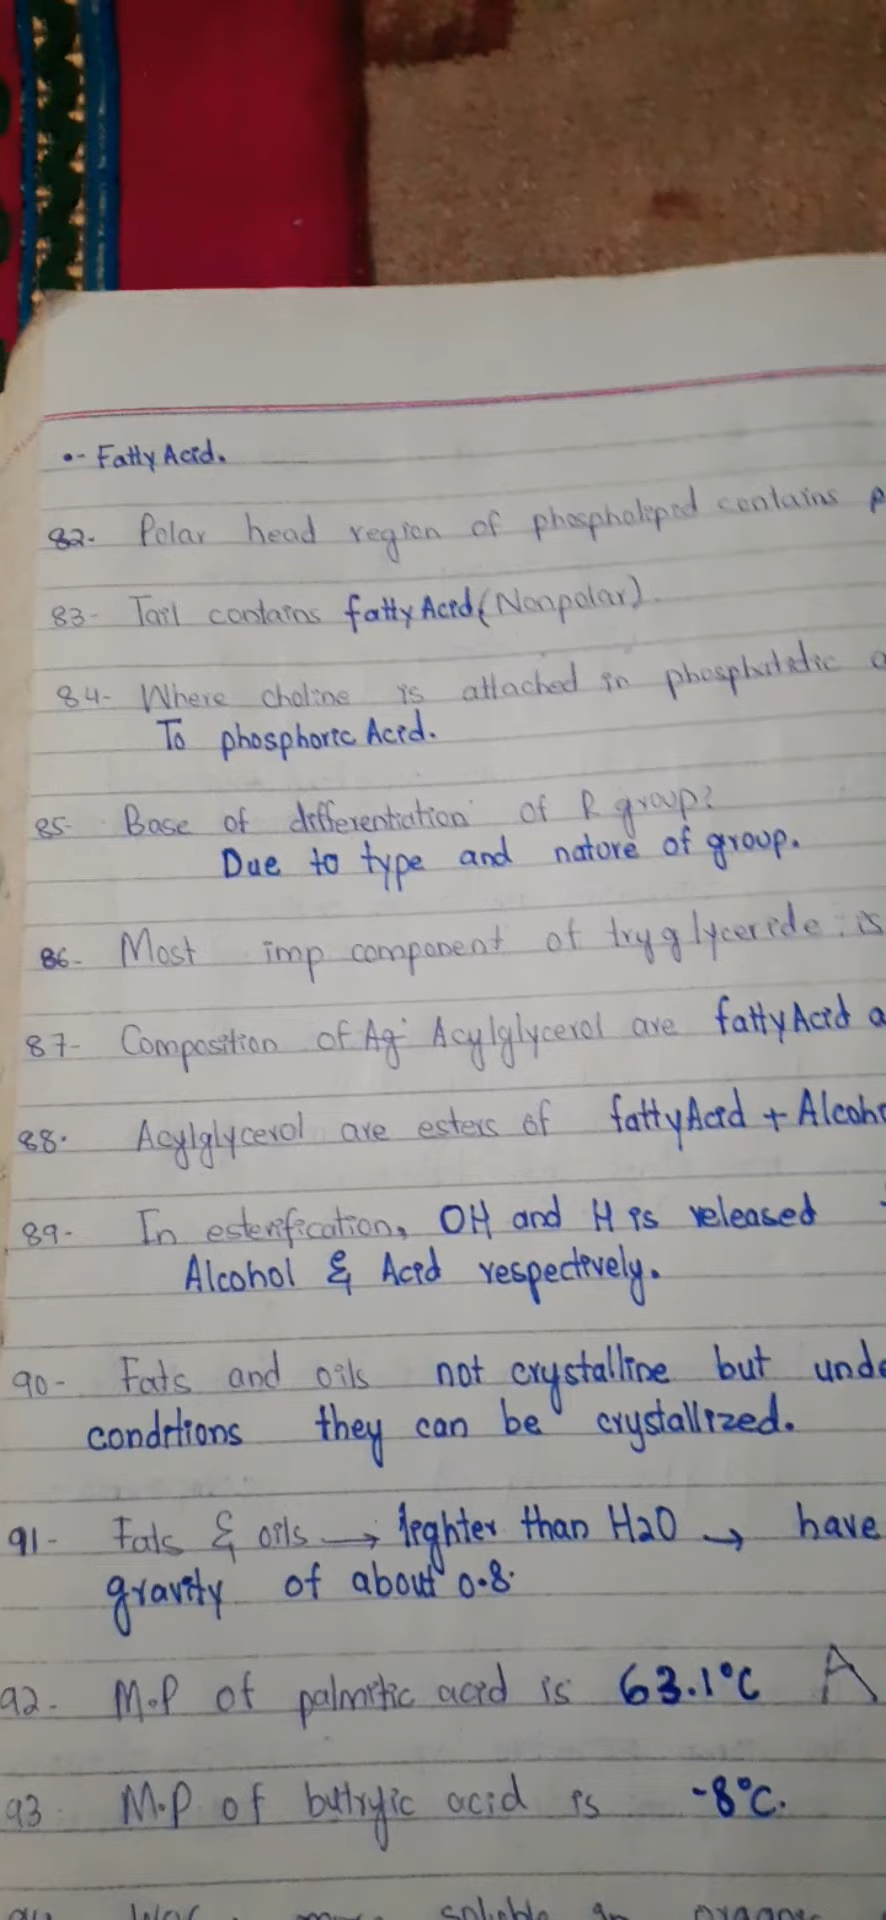 •- Fatty Acid.
82- Polar head region of phospholipid contains p
83- Tail contains fatty Acid (Nonpolar).
84- Where choline is attached in phosphatidic a
To phosphoric Acid.
85- Base of differentiation of R group?
Due to type and nature of group.
86- Most imp component of tryglyceride is
87- Composition of Ag Acylglycerol are fatty Acid a
88. Acylglycerol are esters of fatty Acid + Alcoh
89- In esterification, OH and H is released
Alcohol & Acid respectively.
90- Fats and oils not crystalline but unde
conditions they can be crystallized.
91- Fats & oils → lighter than H2O → have
gravity of about 0.8.
92. M.P of palmitic acid is 63.1°C A
93. M.P of butryic acid is -8°C.
soluble in